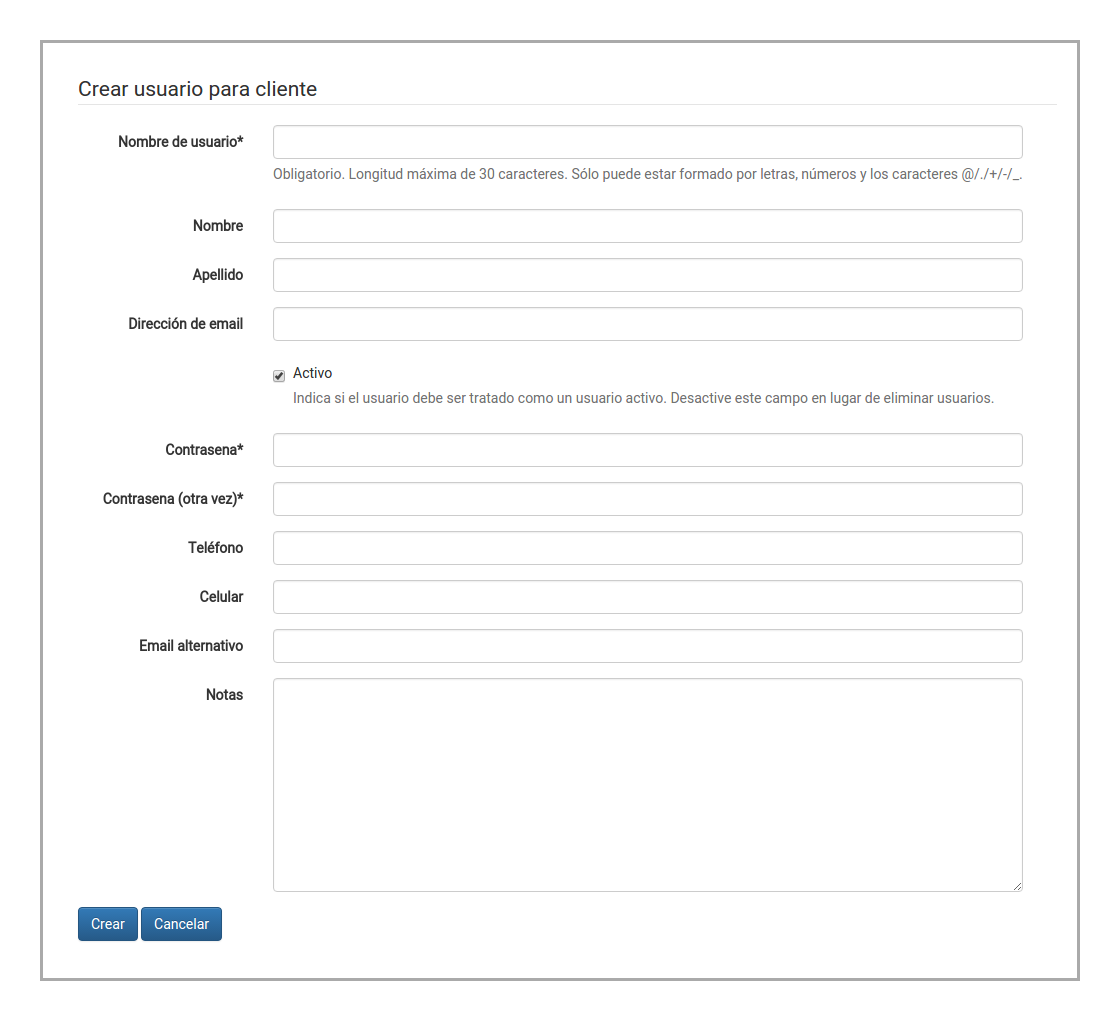 Crear usuario para cliente
Nombre de usuario*
Obligatorio. Longitud máxima de 30 caracteres. Sólo puede estar formado por letras, números y los caracteres @/./+/-/_.
Nombre
Apellido
Dirección de email
Activo
Indica si el usuario debe ser tratado como un usuario activo. Desactive este campo en lugar de eliminar usuarios.
Contrasena*
Contrasena (otra vez)*
Teléfono
Celular
Email alternativo
Notas
Crear Cancelar